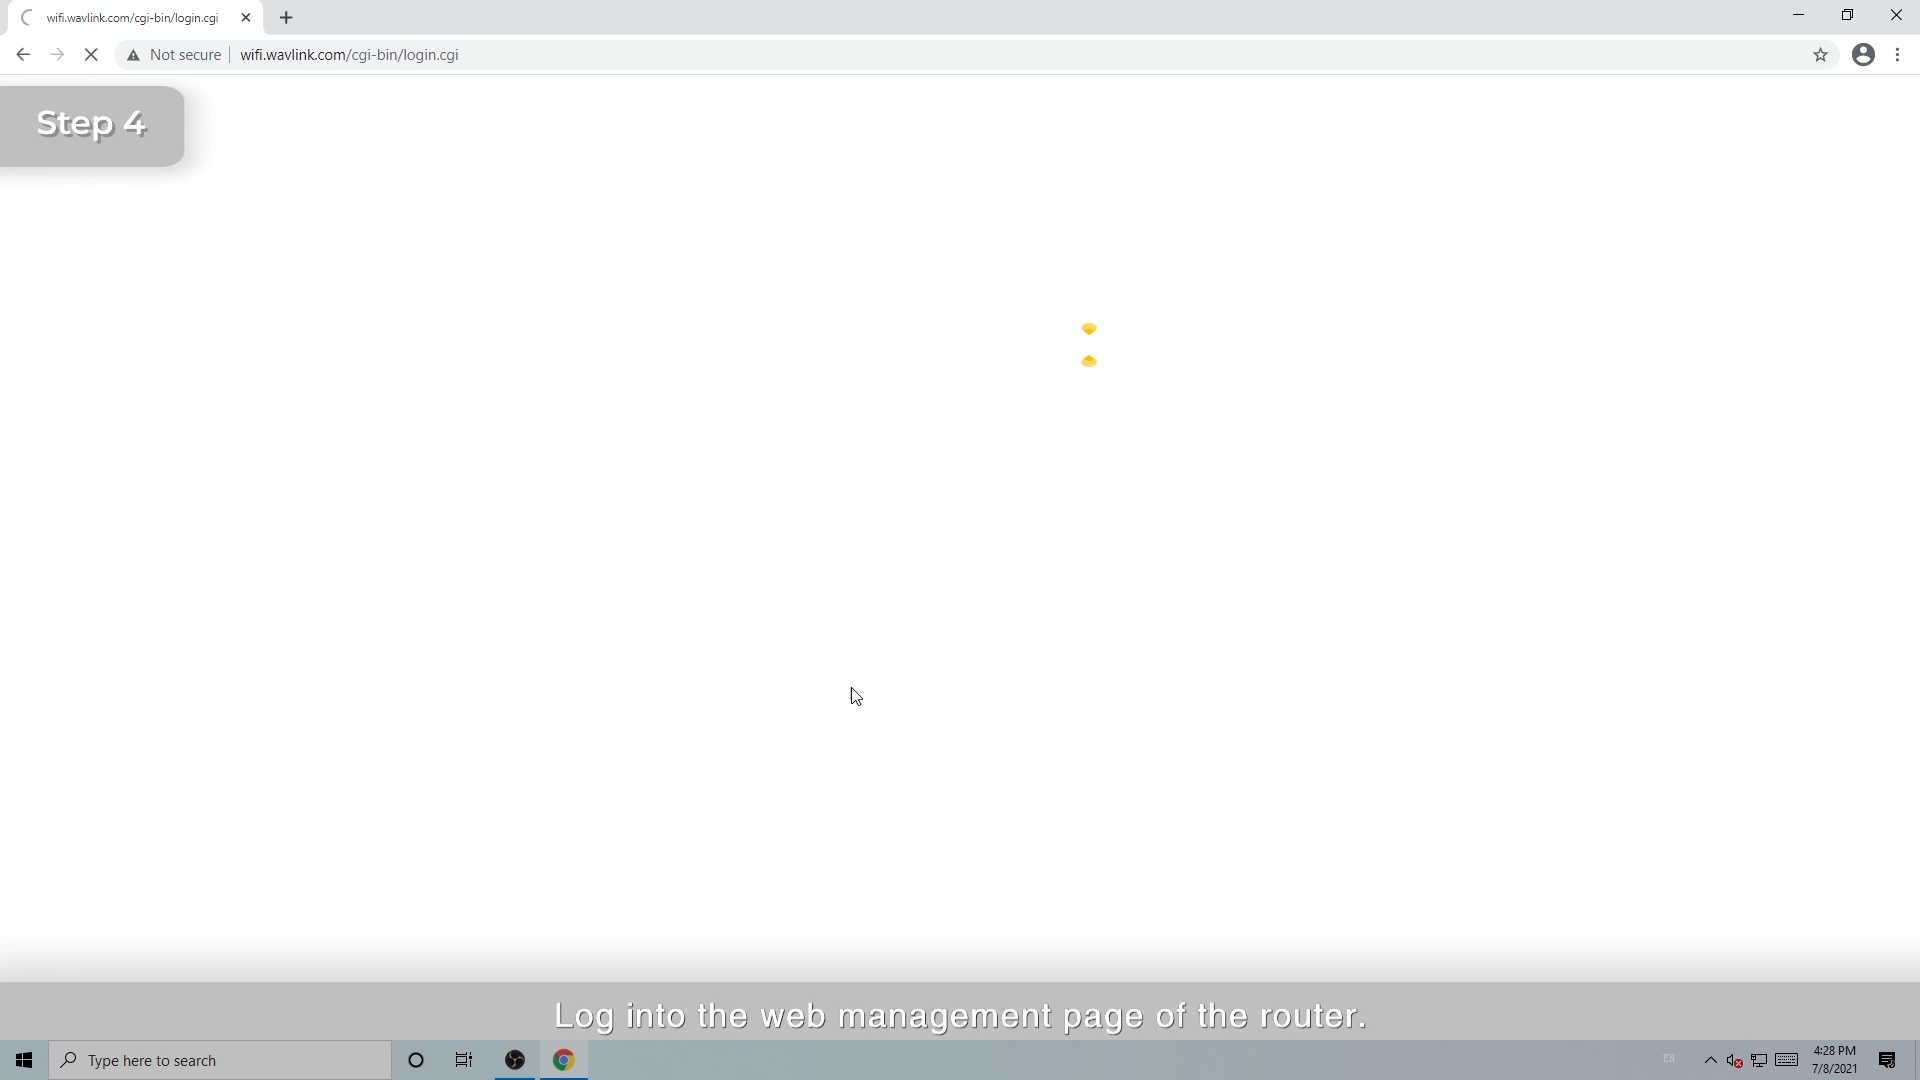 wifi.wavlink.com/cgi-bin/login.cgi
Not secure
wifi.wavlink.com/cgi-bin/login.cgi
Step 4
Log into the web management page of the router.
Type here to search
EN
4:28 PM
7/8/2021